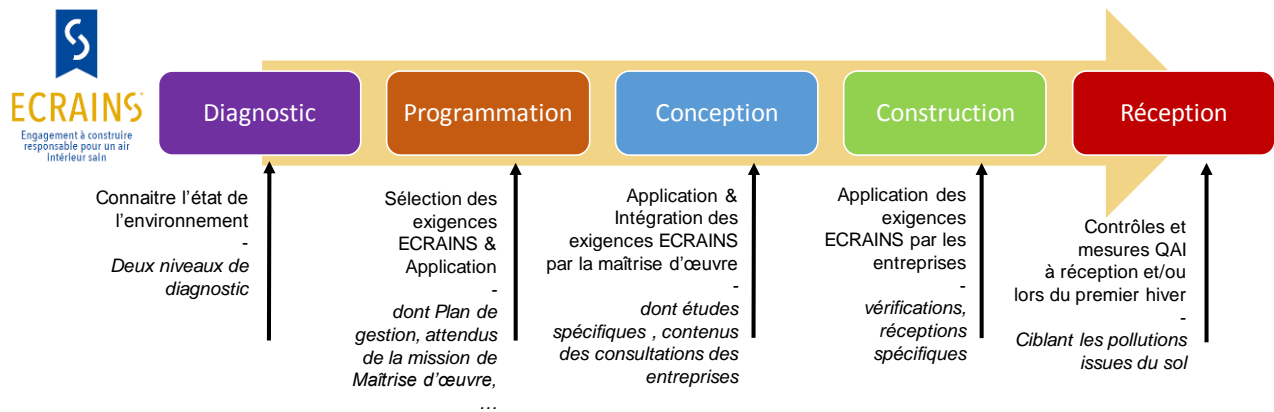 ECRAINS®
Engagement à construire
responsable pour un air
intérieur sain
Diagnostic
Programmation
Conception
Construction
Réception
Connaitre l’état de
l’environnement
-
Deux niveaux de
diagnostic
Sélection des
exigences
ECRAINS &
Application
-
dont Plan de
gestion, attendus
de la mission de
Maîtrise d’œuvre,
…
Application &
Intégration des
exigences ECRAINS
par la maîtrise d’œuvre
-
dont études
spécifiques , contenus
des consultations des
entreprises
Application des
exigences
ECRAINS par les
entreprises
-
vérifications,
réceptions
spécifiques
Contrôles et
mesures QAI
à réception et/ou
lors du premier hiver
-
Ciblant les pollutions
issues du sol